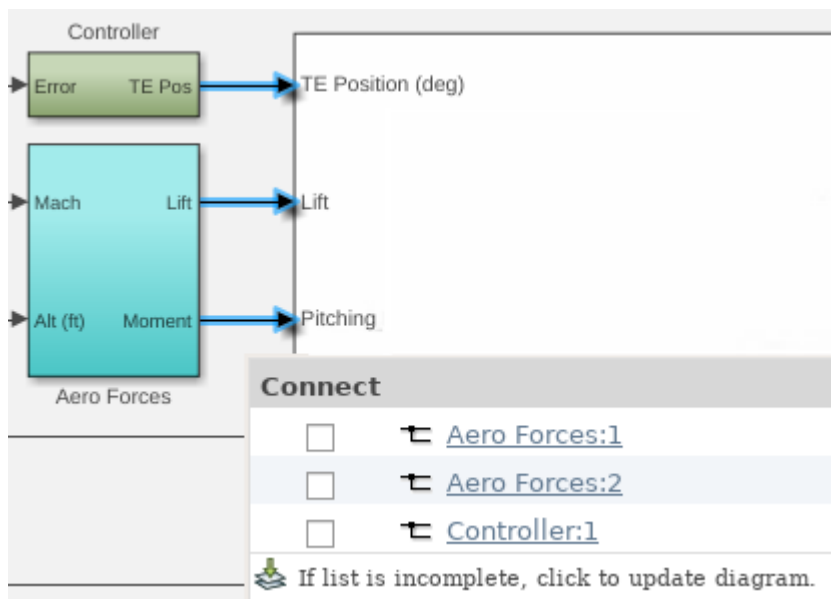 Controller
Error TE Pos
TE Position (deg)
Mach Lift
Lift
Alt (ft) Moment
Pitching
Aero Forces
Connect
Aero Forces:1
Aero Forces:2
Controller:1
If list is incomplete, click to update diagram.